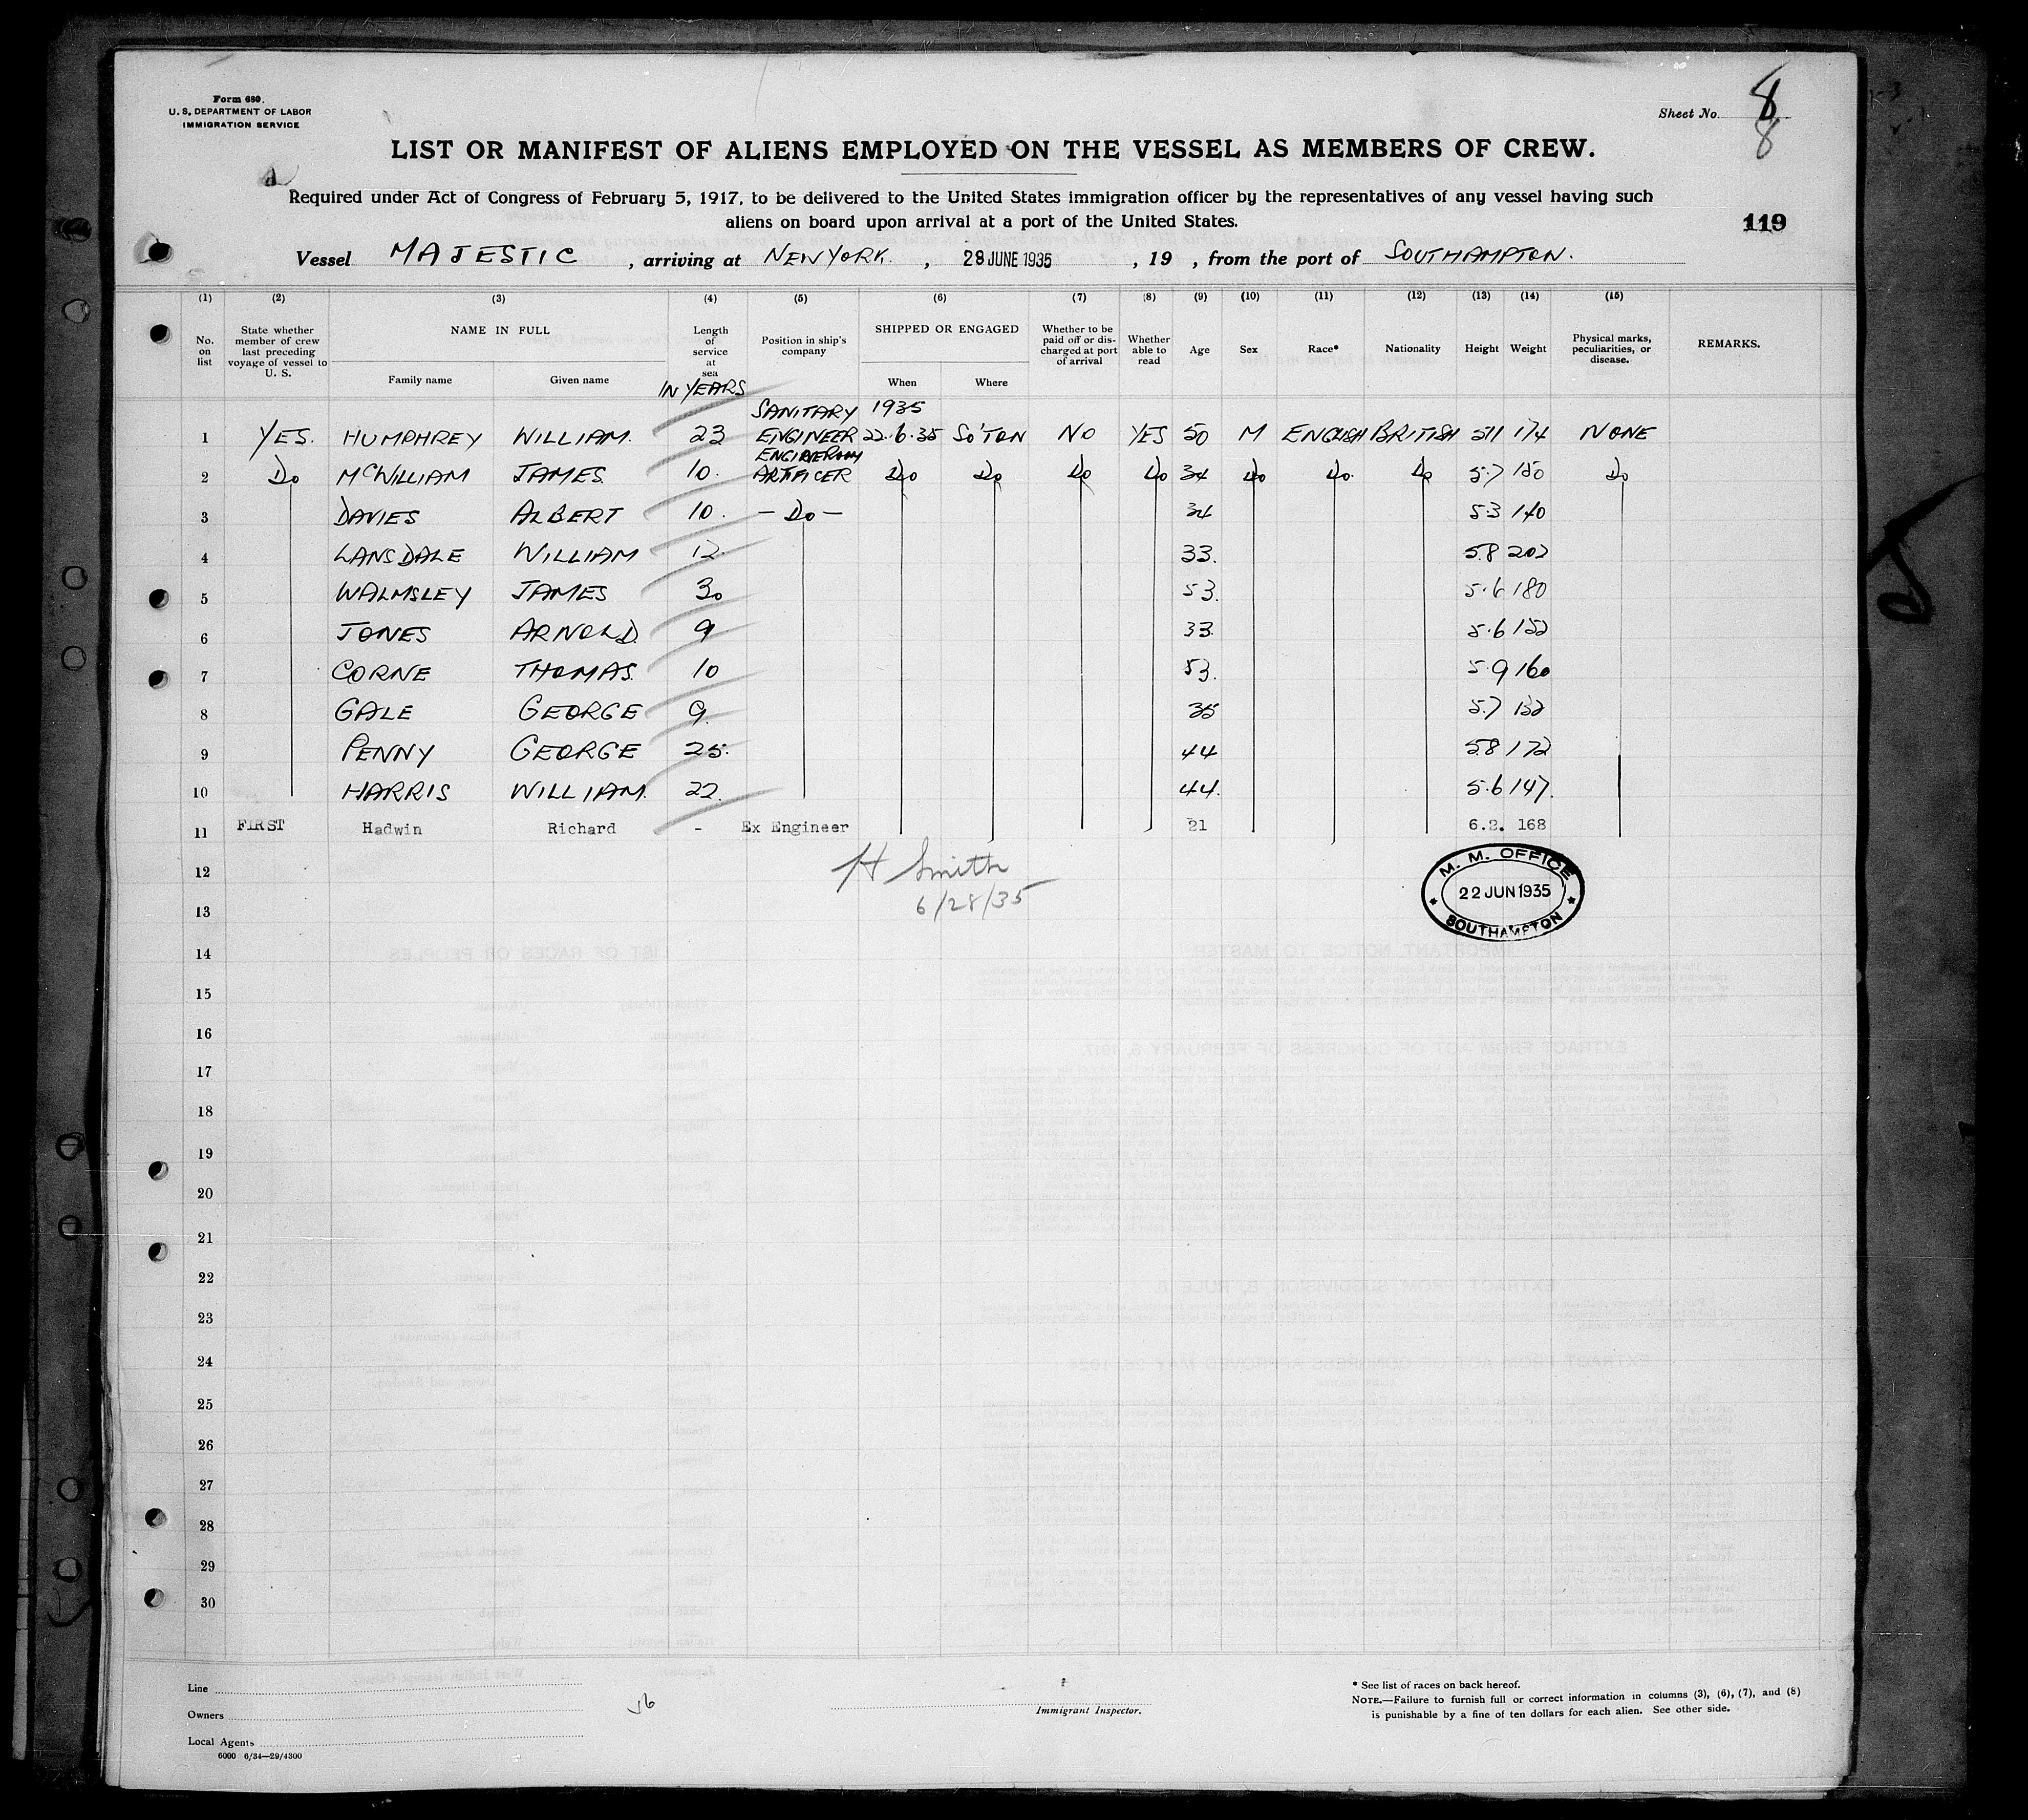 Form 680.
U. S. DEPARTMENT OF LABOR
IMMIGRATION SERVICE
Sheet No. 8
8
LIST OR MANIFEST OF ALIENS EMPLOYED ON THE VESSEL AS MEMBERS OF CREW.
Required under Act of Congress of February 5, 1917, to be delivered to the United States immigration officer by the representatives of any vessel having such
aliens on board upon arrival at a port of the United States.
119
Vessel MAJESTIC , arriving at NEW YORK. , 28 JUNE 1935 , 19 , from the port of SOUTHAMPTON.
(1) (2) (3) (4) (5) (6) (7) (8) (9) (10) (11) (12) (13) (14) (15)
No. on list State whether member of crew last preceding voyage of vessel to U. S. NAME IN FULL Family name Given name Length of service at sea IN YEARS Position in ship's company SHIPPED OR ENGAGED When Where Whether to be paid off or discharged at port of arrival Whether able to read Age Sex Race* Nationality Height Weight Physical marks, peculiarities, or disease. REMARKS.
SANITARY 1935
1 YES. HUMPHREY WILLIAM. 23 ENGINEER 22.6.35 SO'TON NO YES 50 M ENGLISH BRITISH 5 11 174 NONE
2 Do McWILLIAM JAMES. 10. ARTIFICER Do Do Do Do 34 Do Do. Do 5.7 150 Do
3 DAVIES ALBERT 10. - Do - 34 5.3 140
4 LANSDALE WILLIAM 12. 33. 5.8 202
5 WALMSLEY JAMES 30 53. 5.6 180
6 JONES ARNOLD. 9 33. 5.6 152
7 CORNE THOMAS. 10 53. 5.9 160
8 GALE GEORGE 9. 35 5.7 132
9 PENNY GEORGE 25. 44 5.8 172
10 HARRIS WILLIAM. 22. 44. 5.6 147.
11 FIRST Hadwin Richard - Ex Engineer 21 6.2. 168
12
H Smith
6/28/35
M. M. OFFICE
22 JUN 1935
SOUTHAMPTON
13
14
15
16
17
18
19
20
21
22
23
24
25
26
27
28
29
30
Line
Owners
Local Agents
6000 6/34—29/4300
Immigrant Inspector.
* See list of races on back hereof.
NOTE.—Failure to furnish full or correct information in columns (3), (6), (7), and (8)
is punishable by a fine of ten dollars for each alien. See other side.